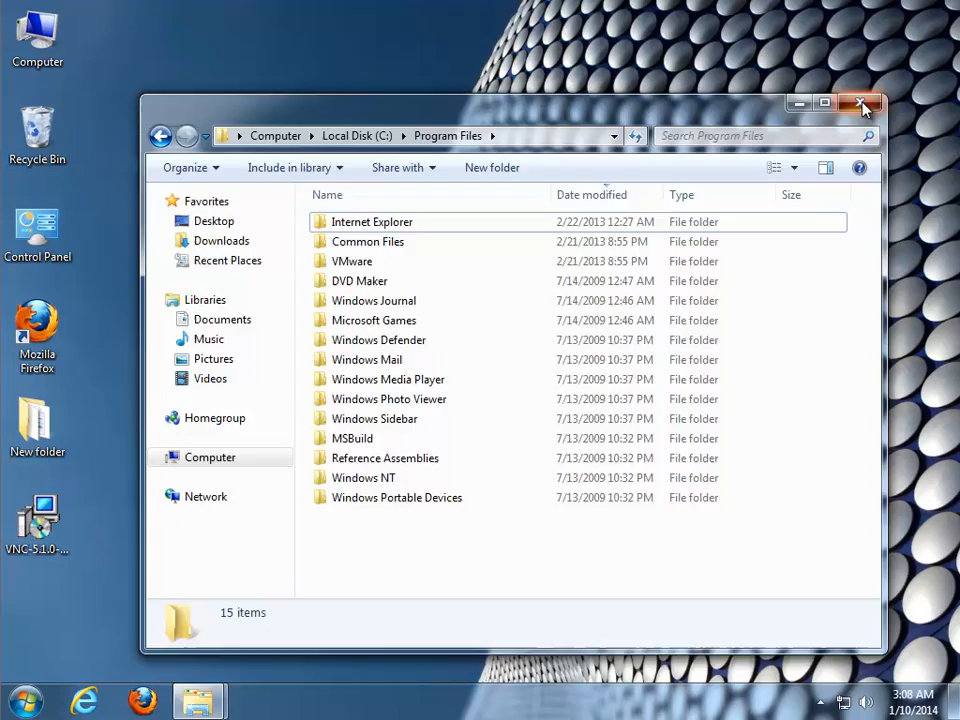 Computer
Recycle Bin
Control Panel
Mozilla
Firefox
New folder
VNC-5.1.0-...
Computer Local Disk (C:) Program Files
Search Program Files
Organize Include in library Share with New folder
Name Date modified Type Size
Favorites
Desktop
Downloads
Recent Places
Libraries
Documents
Music
Pictures
Videos
Homegroup
Computer
Network
Internet Explorer 2/22/2013 12:27 AM File folder
Common Files 2/21/2013 8:55 PM File folder
VMware 2/21/2013 8:55 PM File folder
DVD Maker 7/14/2009 12:47 AM File folder
Windows Journal 7/14/2009 12:46 AM File folder
Microsoft Games 7/14/2009 12:46 AM File folder
Windows Defender 7/13/2009 10:37 PM File folder
Windows Mail 7/13/2009 10:37 PM File folder
Windows Media Player 7/13/2009 10:37 PM File folder
Windows Photo Viewer 7/13/2009 10:37 PM File folder
Windows Sidebar 7/13/2009 10:37 PM File folder
MSBuild 7/13/2009 10:32 PM File folder
Reference Assemblies 7/13/2009 10:32 PM File folder
Windows NT 7/13/2009 10:32 PM File folder
Windows Portable Devices 7/13/2009 10:32 PM File folder
15 items
3:08 AM
1/10/2014